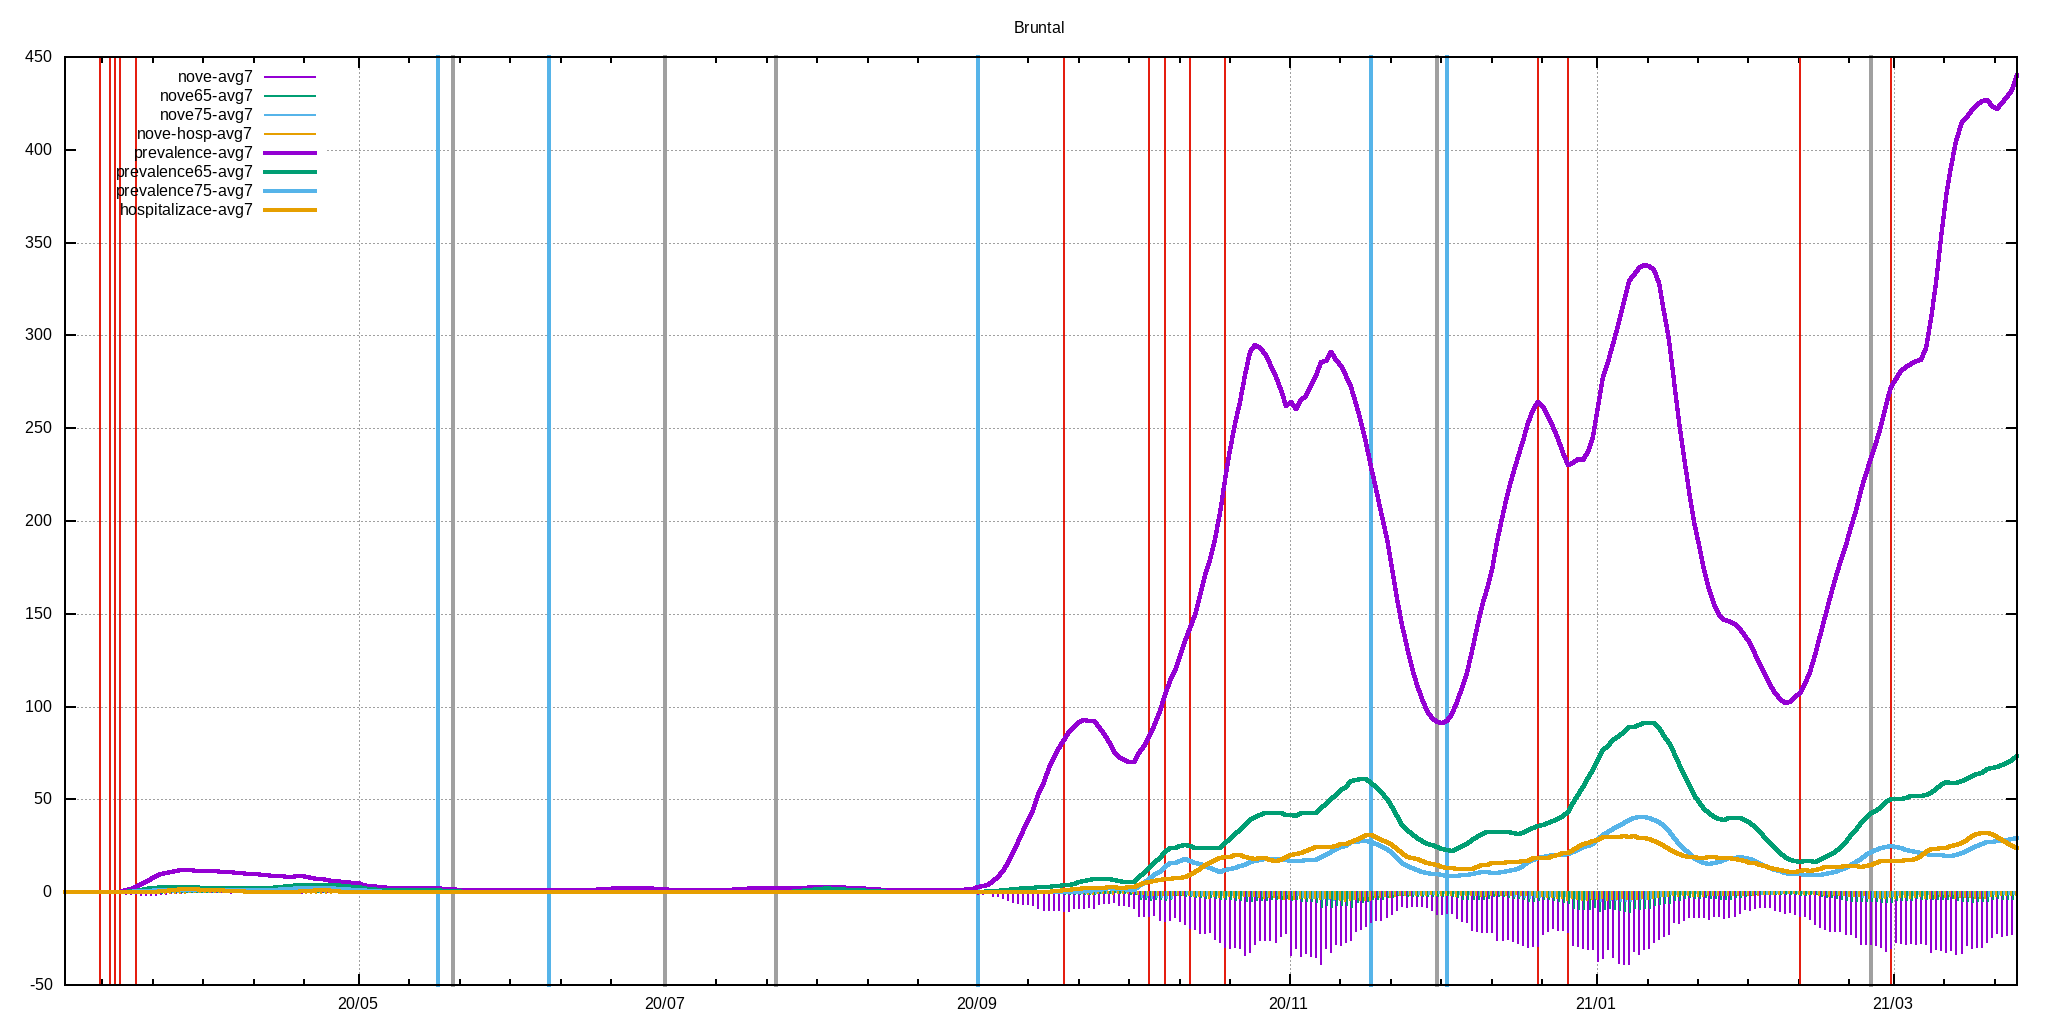 Bruntal
450
400
350
300
250
200
150
100
50
0
-50
nove-avg7
nove65-avg7
nove75-avg7
nove-hosp-avg7
prevalence-avg7
prevalence65-avg7
prevalence75-avg7
hospitalizace-avg7
20/05 20/07 20/09 20/11 21/01 21/03